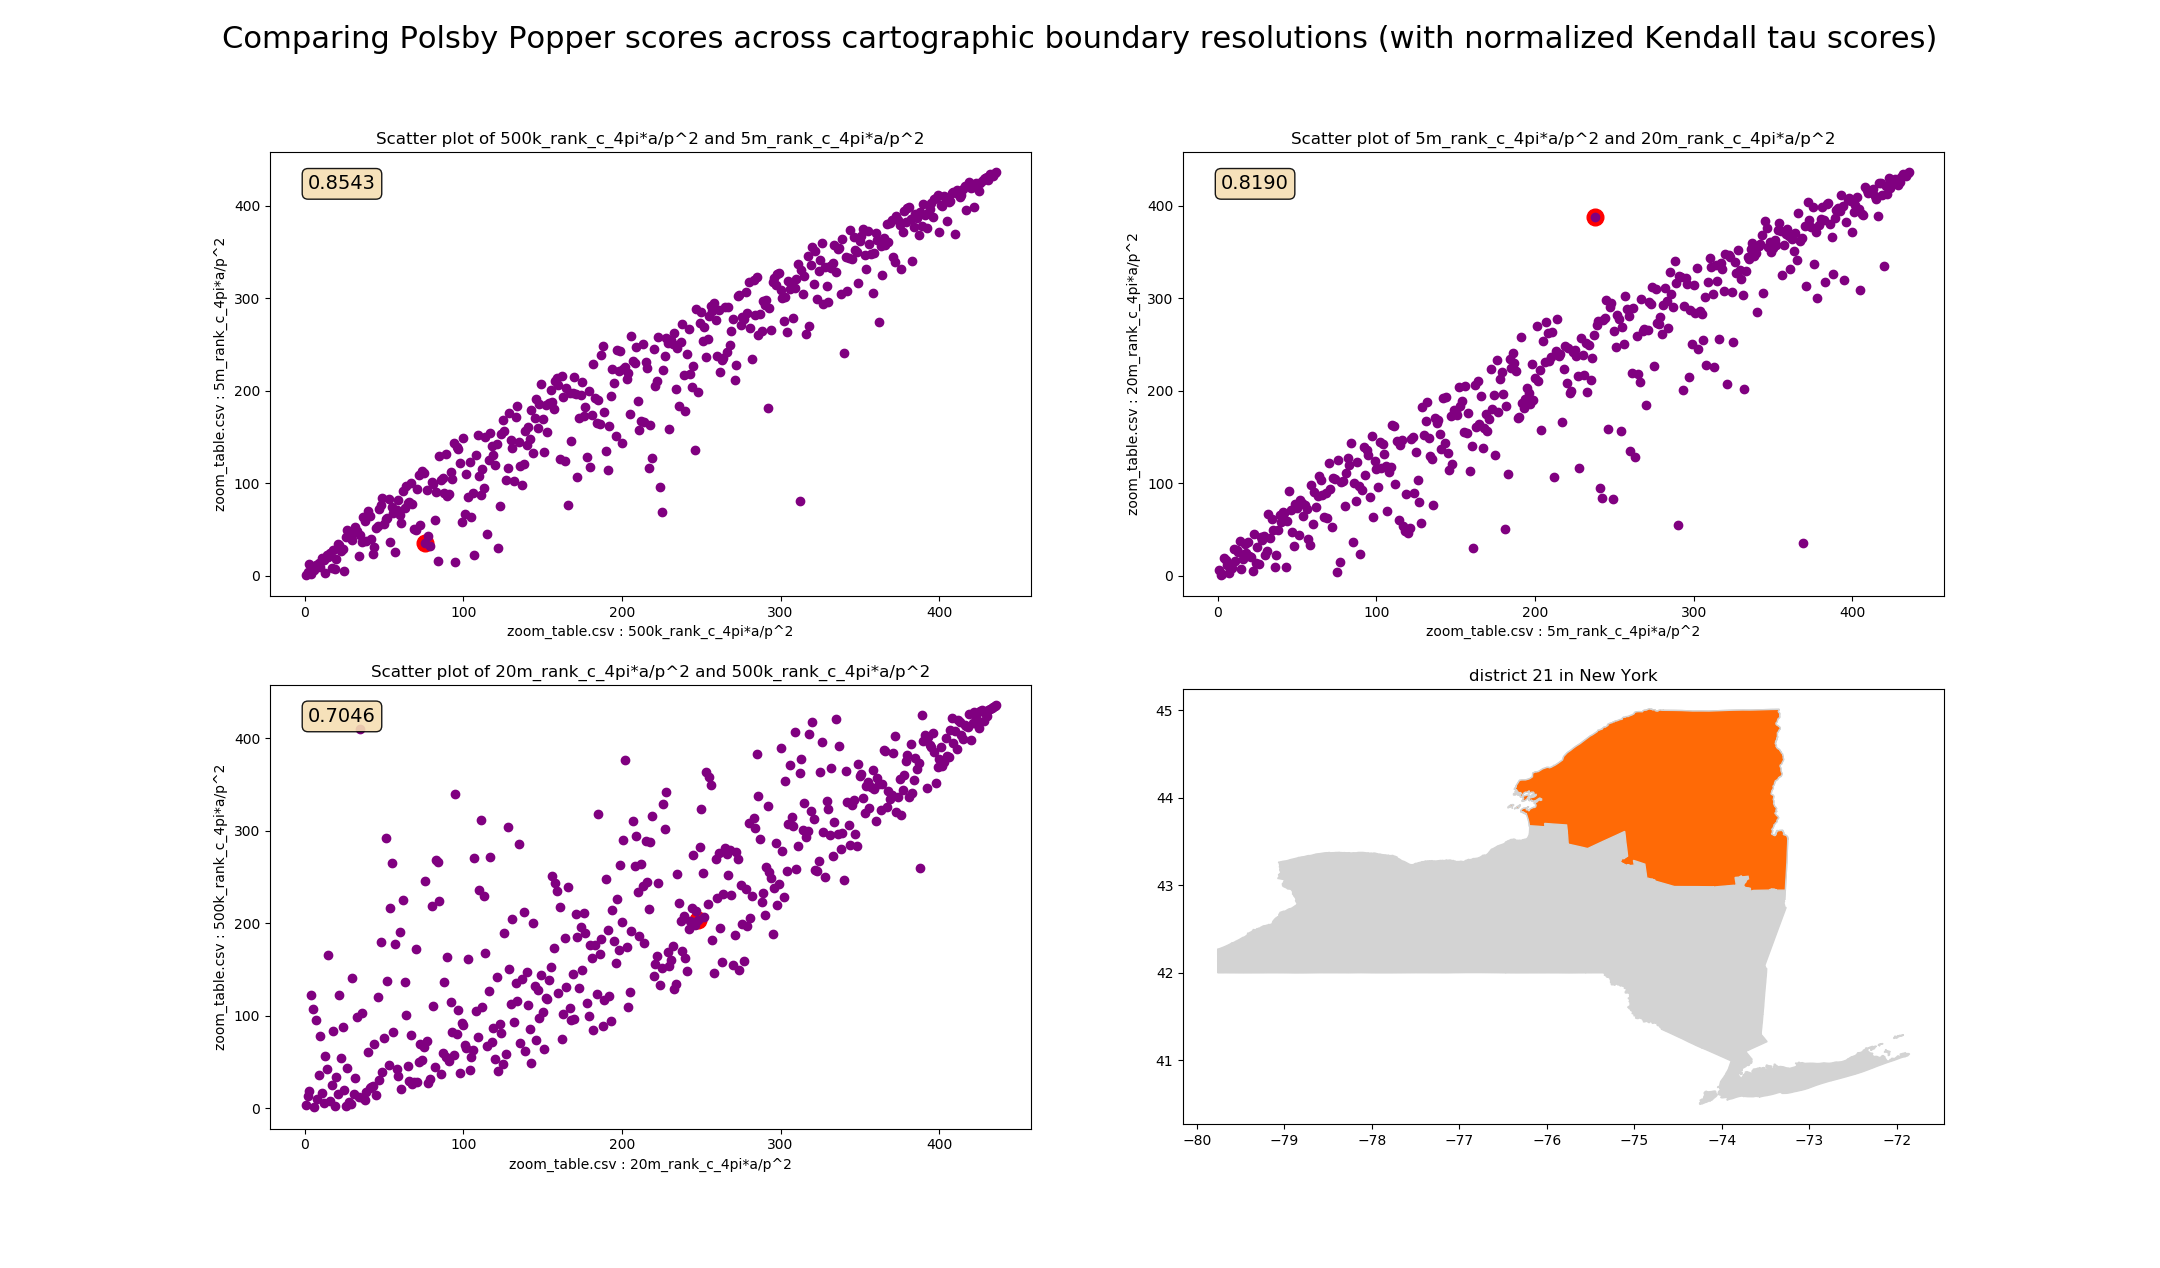 Comparing Polsby Popper scores across cartographic boundary resolutions (with normalized Kendall tau scores)
Scatter plot of 500k_rank_c_4pi*a/p^2 and 5m_rank_c_4pi*a/p^2
0.8543
zoom_table.csv : 5m_rank_c_4pi*a/p^2
400
300
200
100
0
0 100 200 300 400
zoom_table.csv : 500k_rank_c_4pi*a/p^2
Scatter plot of 5m_rank_c_4pi*a/p^2 and 20m_rank_c_4pi*a/p^2
0.8190
zoom_table.csv : 20m_rank_c_4pi*a/p^2
400
300
200
100
0
0 100 200 300 400
zoom_table.csv : 5m_rank_c_4pi*a/p^2
Scatter plot of 20m_rank_c_4pi*a/p^2 and 500k_rank_c_4pi*a/p^2
0.7046
zoom_table.csv : 500k_rank_c_4pi*a/p^2
400
300
200
100
0
0 100 200 300 400
zoom_table.csv : 20m_rank_c_4pi*a/p^2
district 21 in New York
45
44
43
42
41
−80 −79 −78 −77 −76 −75 −74 −73 −72